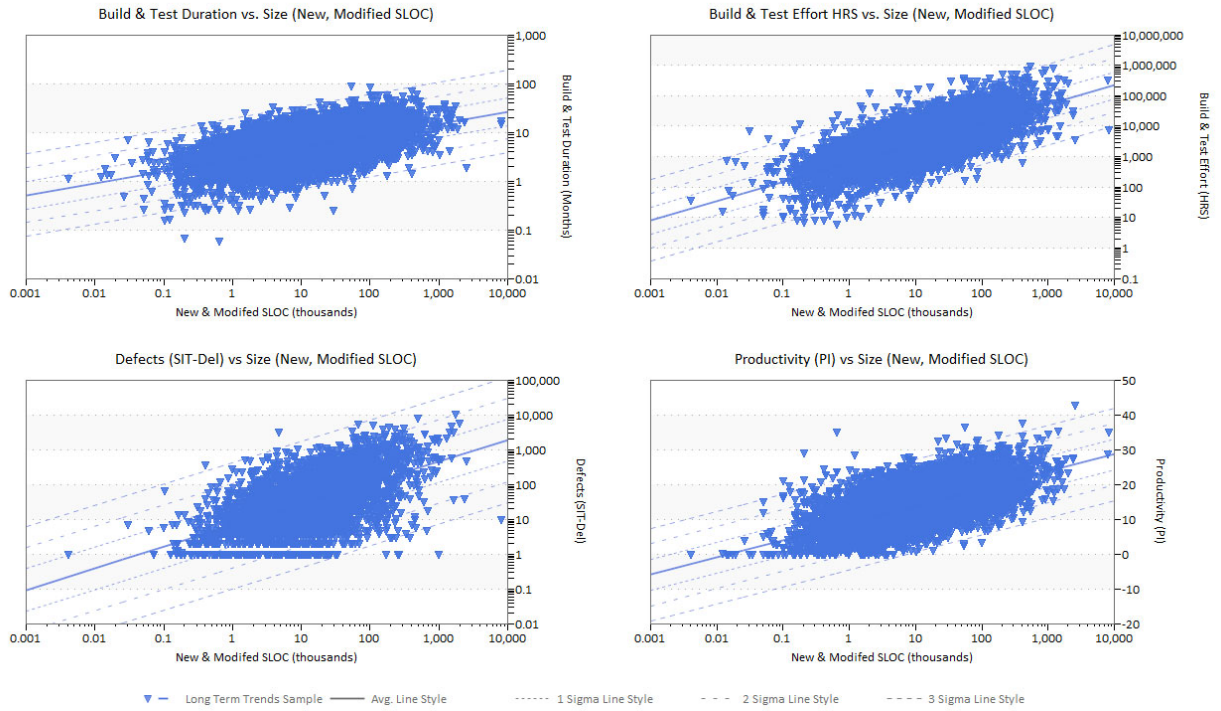 Build & Test Duration vs. Size (New, Modified SLOC)
1,000
100
10
1
0.1
0.01
Build & Test Duration (Months)
0.001 0.01 0.1 1 10 100 1,000 10,000
New & Modifed SLOC (thousands)
Build & Test Effort HRS vs. Size (New, Modified SLOC)
10,000,000
1,000,000
100,000
10,000
1,000
100
10
1
0.1
Build & Test Effort (HRS)
0.001 0.01 0.1 1 10 100 1,000 10,000
New & Modifed SLOC (thousands)
Defects (SIT-Del) vs Size (New, Modified SLOC)
100,000
10,000
1,000
100
10
1
0.1
0.01
Defects (SIT-Del)
0.001 0.01 0.1 1 10 100 1,000 10,000
New & Modifed SLOC (thousands)
Productivity (PI) vs Size (New, Modified SLOC)
50
40
30
20
10
0
-10
-20
Productivity (PI)
0.001 0.01 0.1 1 10 100 1,000 10,000
New & Modifed SLOC (thousands)
Long Term Trends Sample Avg. Line Style 1 Sigma Line Style 2 Sigma Line Style 3 Sigma Line Style